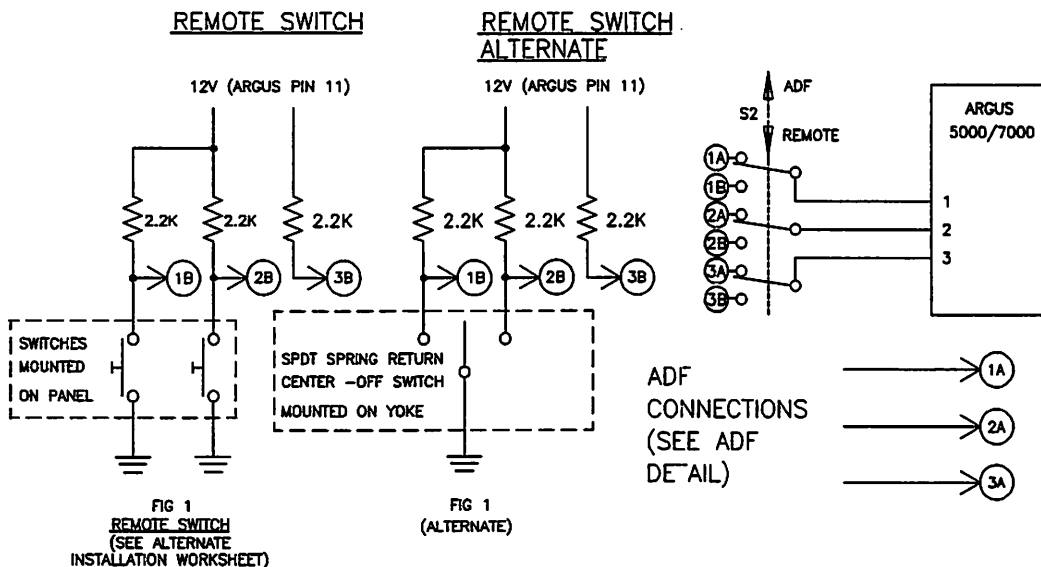 REMOTE SWITCH
12V (ARGUS PIN 11)
2.2K
2.2K
2.2K
1B
2B
3B
SWITCHES
MOUNTED
ON PANEL
FIG 1
REMOTE SWITCH
(SEE ALTERNATE
INSTALLATION WORKSHEET)
REMOTE SWITCH
ALTERNATE
12V (ARGUS PIN 11)
2.2K
2.2K
2.2K
1B
2B
3B
SPDT SPRING RETURN
CENTER -OFF SWITCH
MOUNTED ON YOKE
FIG 1
(ALTERNATE)
ADF
S2
REMOTE
1A
1B
2A
2B
3A
3B
ARGUS
5000/7000
1
2
3
ADF
CONNECTIONS
(SEE ADF
DETAIL)
1A
2A
3A